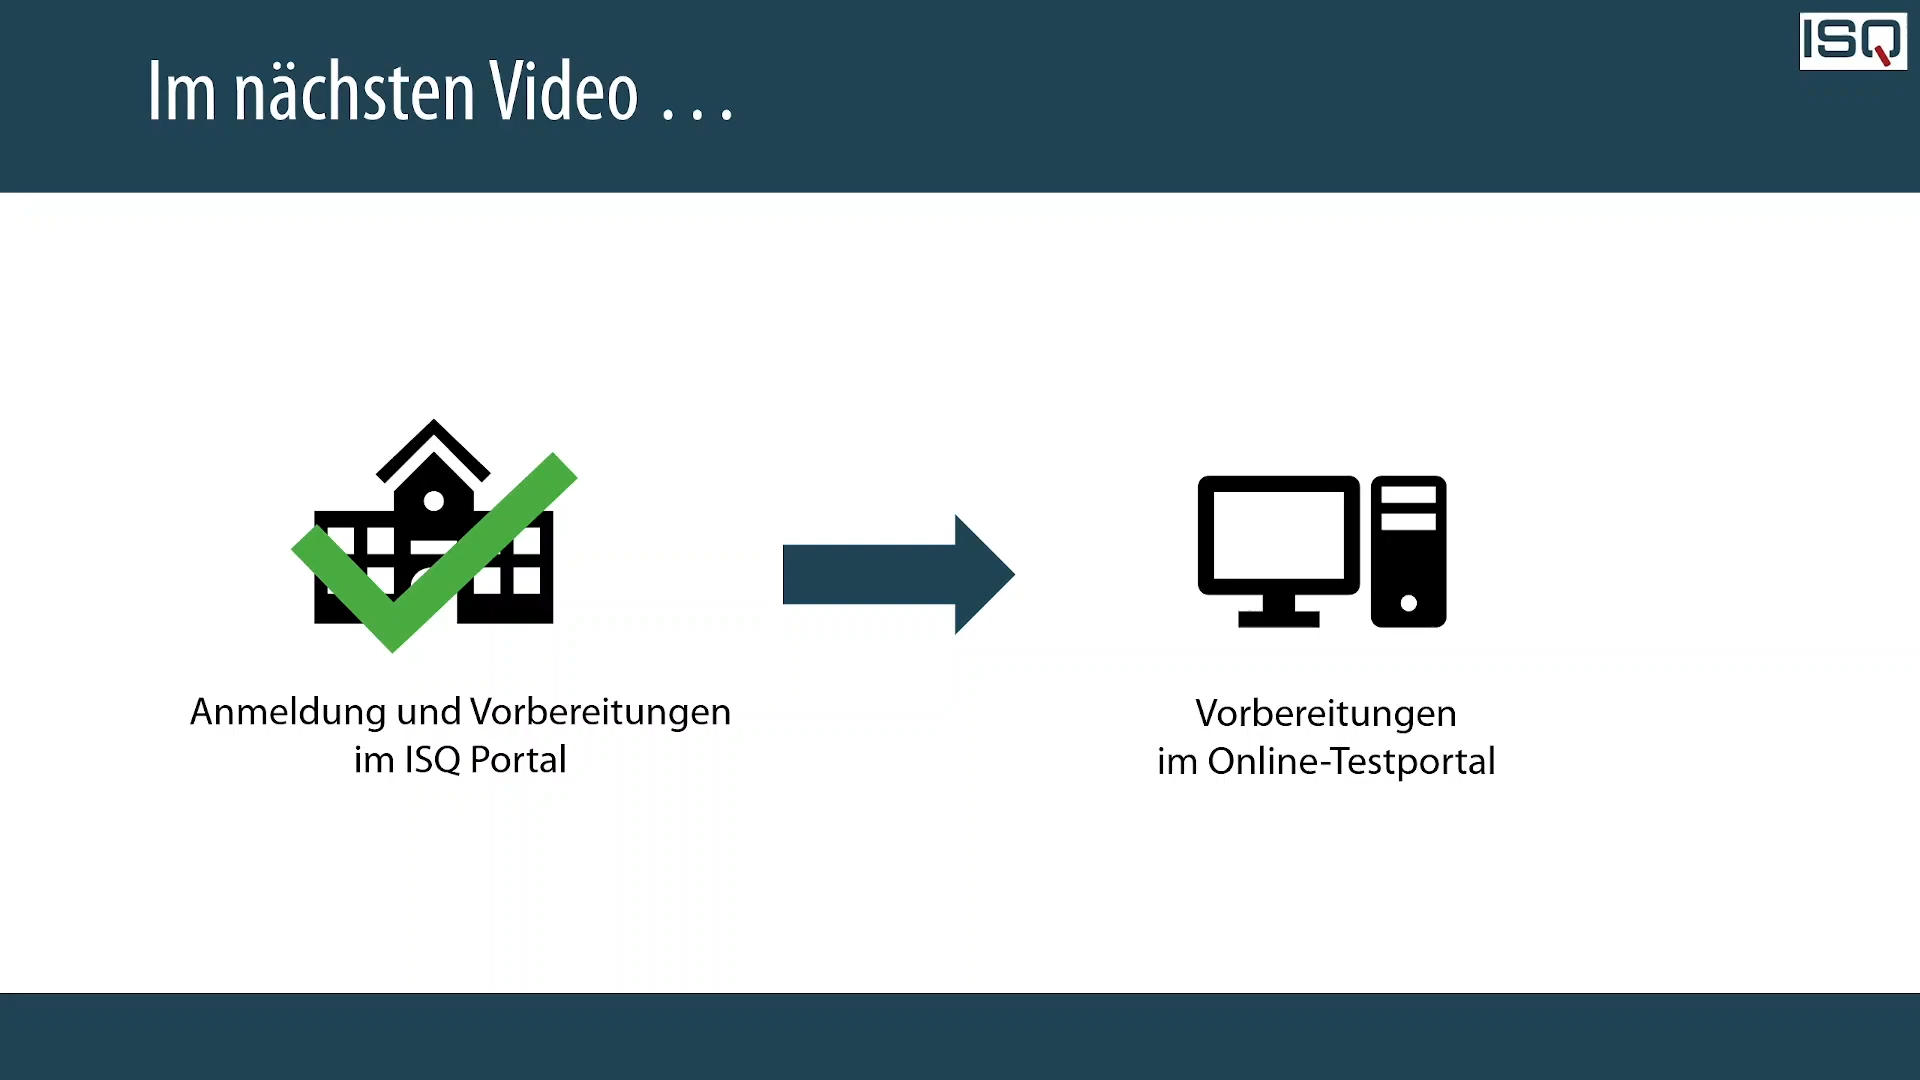 ISQ
Im nächsten Video …
Anmeldung und Vorbereitungen
im ISQ Portal
Vorbereitungen
im Online-Testportal